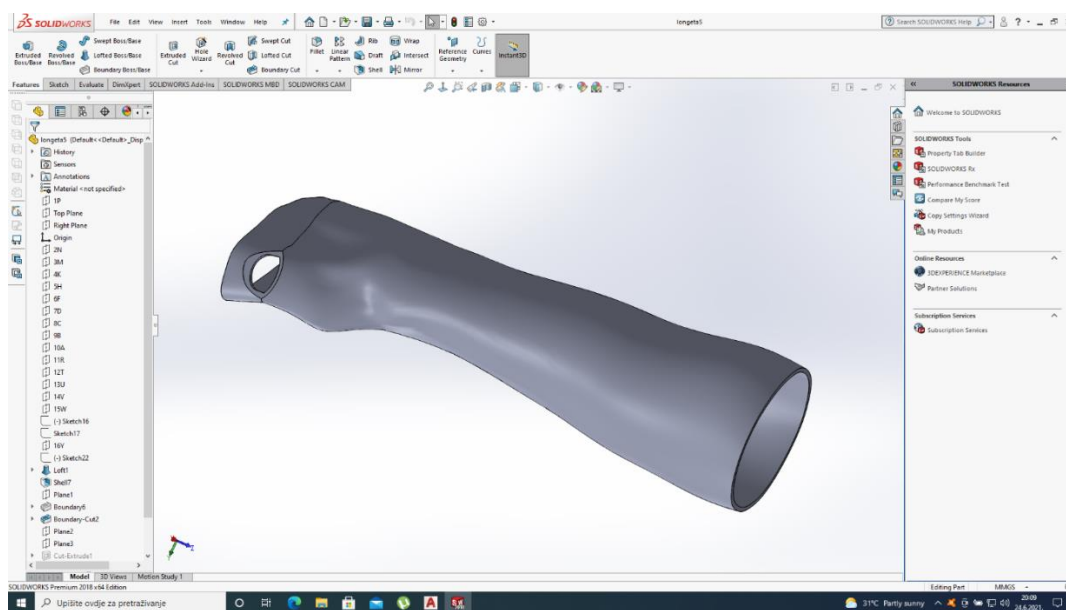 SOLIDWORKS File Edit View Insert Tools Window Help longeta5 Search SOLIDWORKS Help
Extruded Boss/Base
Revolved Boss/Base
Swept Boss/Base
Lofted Boss/Base
Boundary Boss/Base
Extruded Cut
Hole Wizard
Revolved Cut
Swept Cut
Lofted Cut
Boundary Cut
Fillet
Linear Pattern
Rib
Draft
Shell
Wrap
Intersect
Mirror
Reference Geometry
Curves
Instant3D
Features Sketch Evaluate DimXpert SOLIDWORKS Add-Ins SOLIDWORKS MBD SOLIDWORKS CAM
longeta5 (Default<<Default>_Disp
History
Sensors
Annotations
Material <not specified>
1P
Top Plane
Right Plane
Origin
2N
3M
4K
5H
6F
7D
8C
9B
10A
11R
12T
13U
14V
15W
(-) Sketch16
Sketch17
16Y
(-) Sketch22
Loft1
Shell7
Plane1
Boundary6
Boundary-Cut2
Plane2
Plane3
Cut-Extrude1
Model 3D Views Motion Study 1
SOLIDWORKS Resources
Welcome to SOLIDWORKS
SOLIDWORKS Tools
Property Tab Builder
SOLIDWORKS Rx
Performance Benchmark Test
Compare My Score
Copy Settings Wizard
My Products
Online Resources
3DEXPERIENCE Marketplace
Partner Solutions
Subscription Services
Subscription Services
SOLIDWORKS Premium 2018 x64 Edition Editing Part MMGS
Upišite ovdje za pretraživanje 31°C Partly sunny 20:09
24.6.2021.